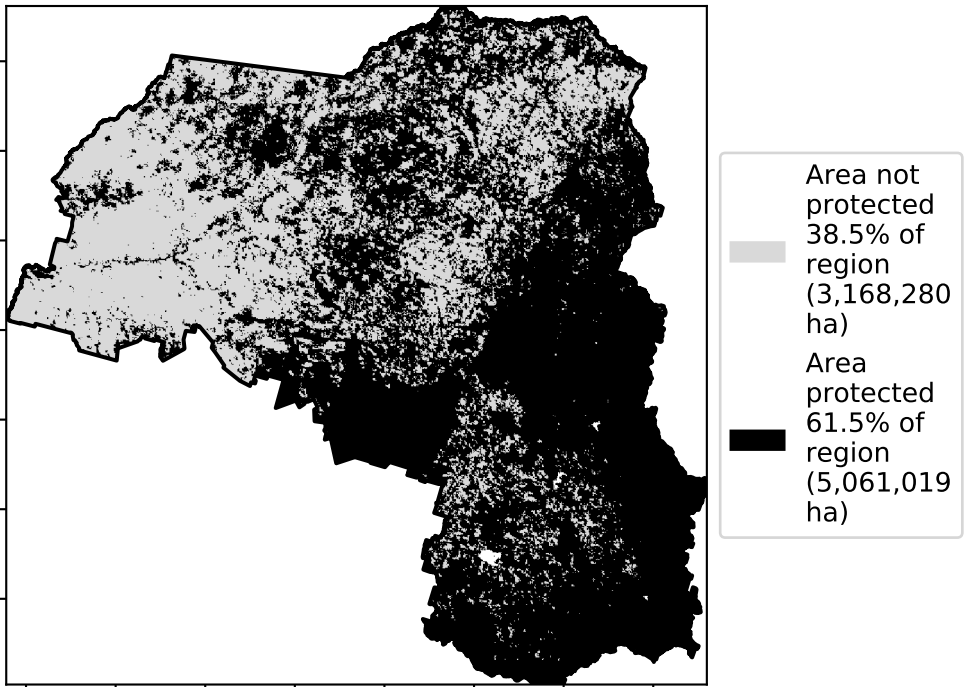 Area not
protected
38.5% of
region
(3,168,280
ha)
Area
protected
61.5% of
region
(5,061,019
ha)